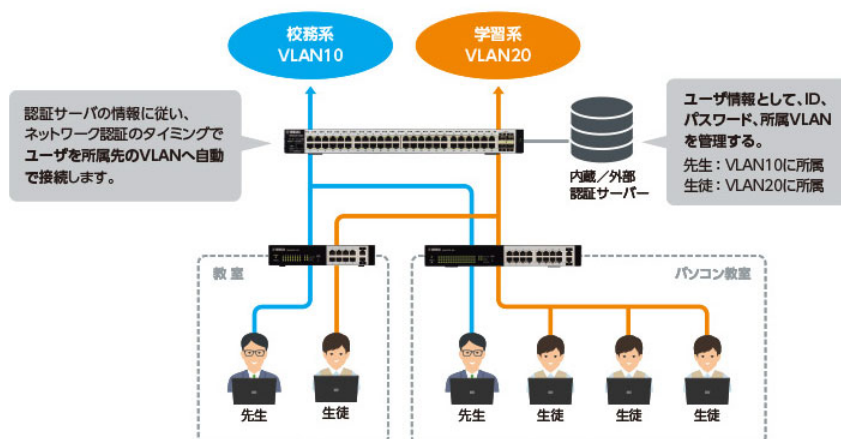 校務系
VLAN10
学習系
VLAN20
認証サーバの情報に従い、
ネットワーク認証のタイミングで
ユーザを所属先のVLANへ自動
で接続します。
ユーザ情報として、ID、
パスワード、所属VLAN
を管理する。
先生：VLAN10に所属
生徒：VLAN20に所属
内蔵／外部
認証サーバー
教室
パンコン教室
先生
生徒
先生
生徒
生徒
生徒